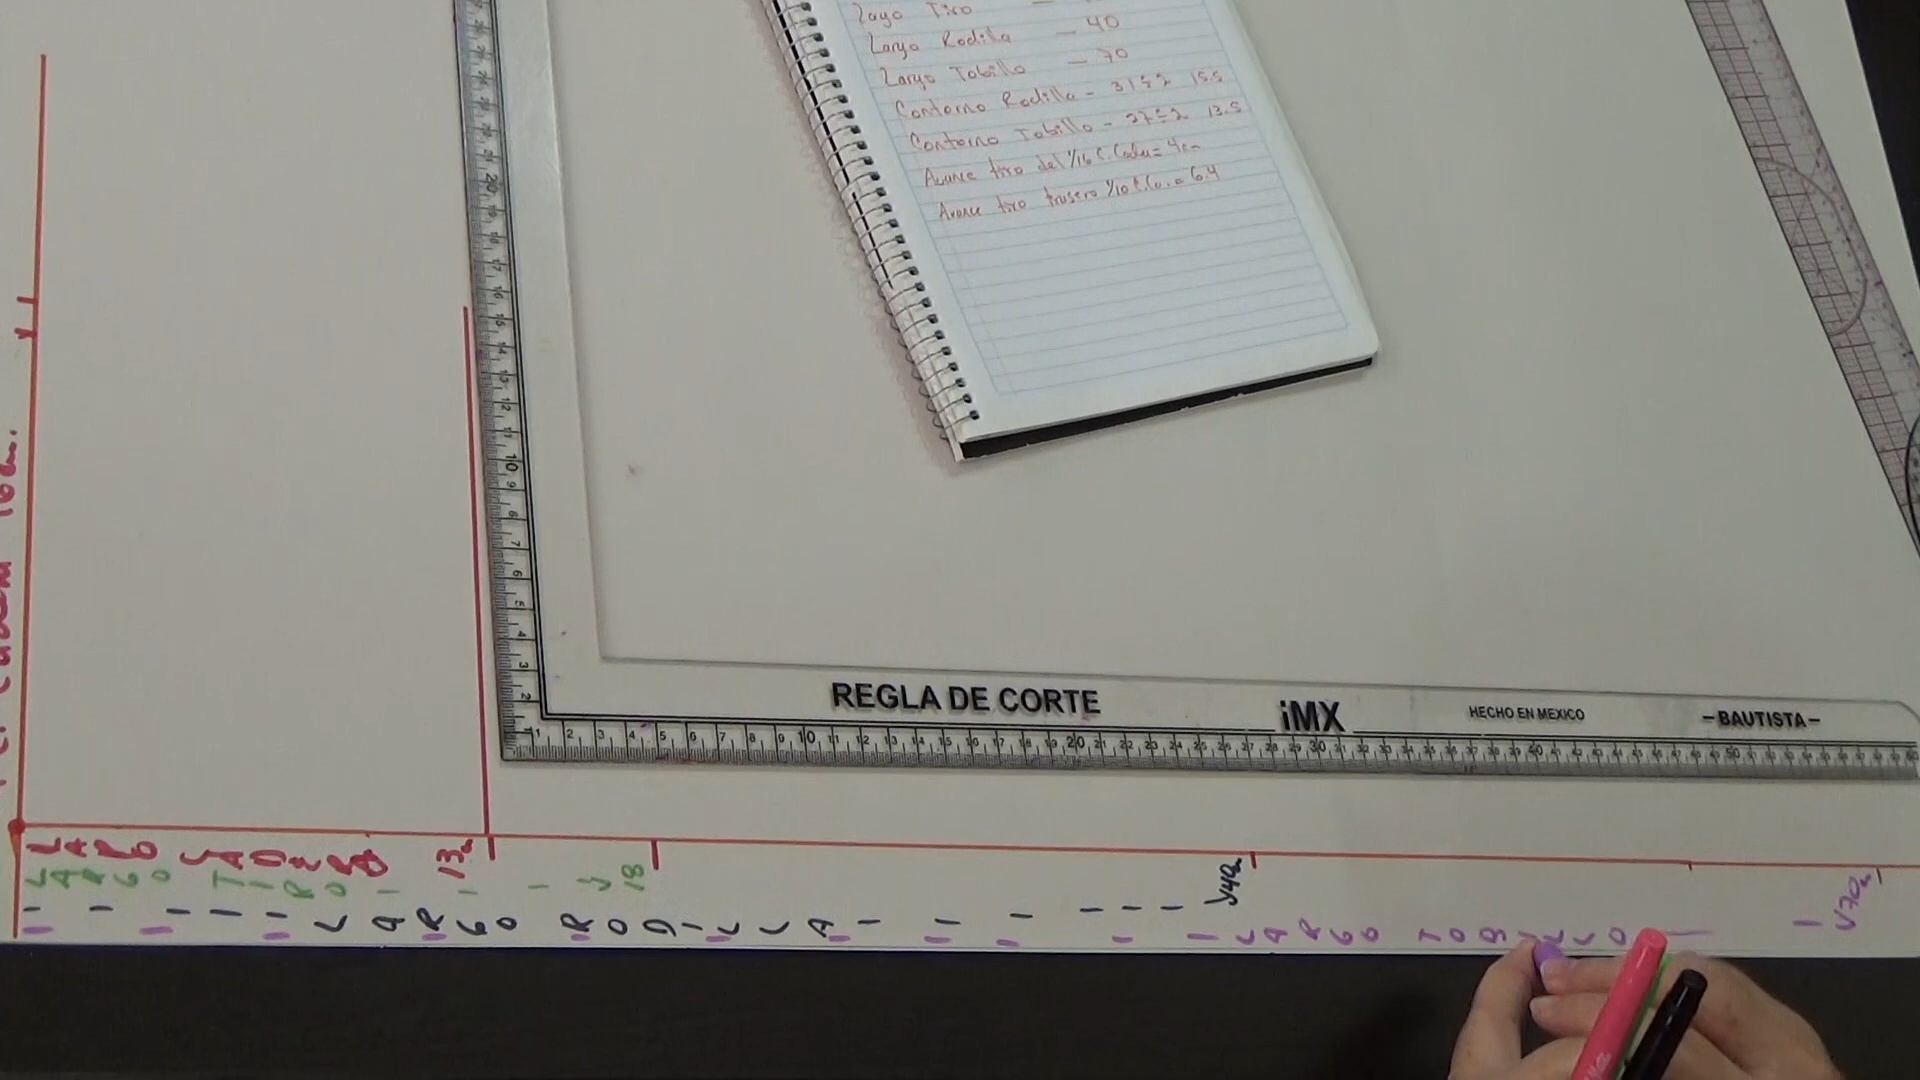 Largo Tiro —
Largo Rodilla — 40
Largo Tobillo — 70
Contorno Rodilla - 31÷2 15.5
Contorno Tobillo - 27÷2 13.5
Avance tiro del 1/16 C. Cade = 4cm
Avance tiro trasero 1/10 C. Ca. = 6.4
REGLA DE CORTE
iMX
HECHO EN MEXICO
-BAUTISTA-
LARGO CADERA 13
LARGO TIRO 18
LARGO RODILLA 40
LARGO TOBILLO 70